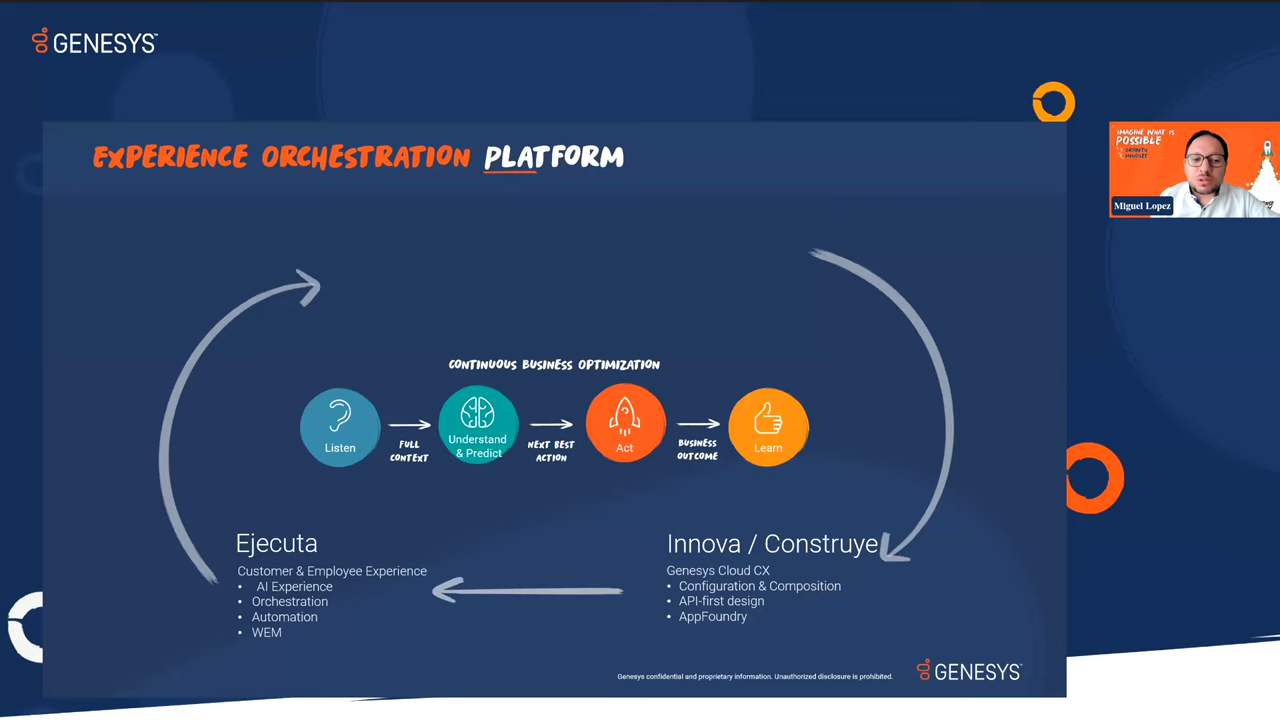 GENESYS™
EXPERIENCE ORCHESTRATION PLATFORM
IMAGINE WHAT IS
POSSIBLE
GROWTH
MINDSET
Miguel Lopez
CONTINUOUS BUSINESS OPTIMIZATION
Listen
FULL
CONTEXT
Understand
& Predict
NEXT BEST
ACTION
Act
BUSINESS
OUTCOME
Learn
Ejecuta
Customer & Employee Experience
• AI Experience
• Orchestration
• Automation
• WEM
Innova / Construye
Genesys Cloud CX
• Configuration & Composition
• API-first design
• AppFoundry
Genesys confidential and proprietary information. Unauthorized disclosure is prohibited.
GENESYS™